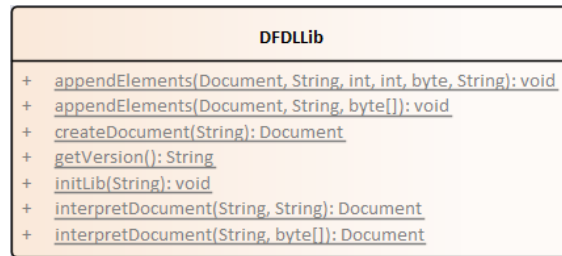 DFDLLib
+ appendElements(Document, String, int, int, byte, String): void
+ appendElements(Document, String, byte[]): void
+ createDocument(String): Document
+ getVersion(): String
+ initLib(String): void
+ interpretDocument(String, String): Document
+ interpretDocument(String, byte[]): Document